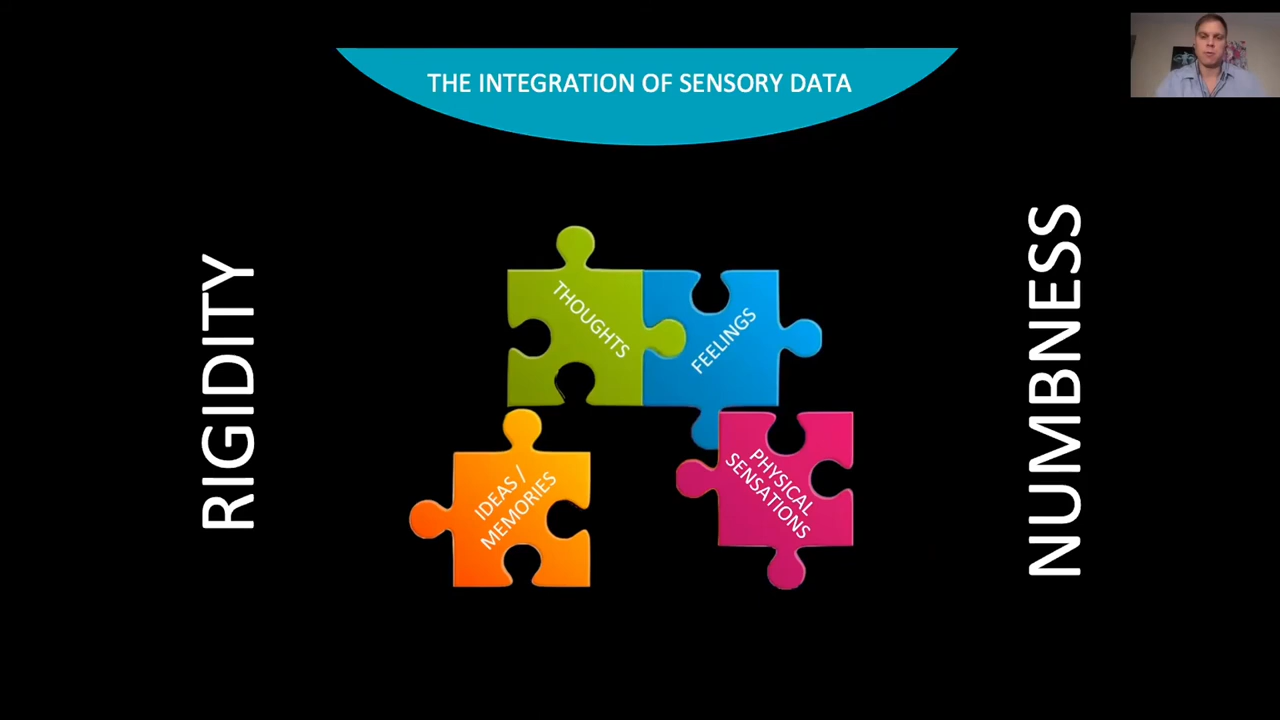 THE INTEGRATION OF SENSORY DATA
RIGIDITY
THOUGHTS
FEELINGS
IDEAS /
MEMORIES
PHYSICAL
SENSATIONS
NUMBNESS